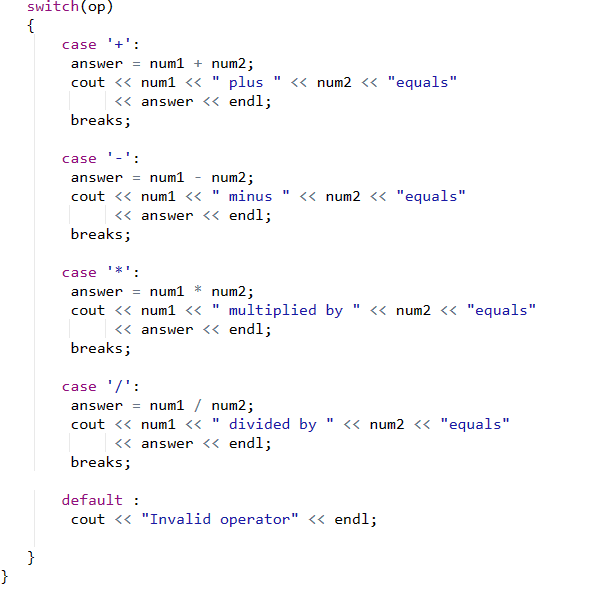 switch(op)
{
case '+':
answer = num1 + num2;
cout << num1 << " plus " << num2 << "equals"
<< answer << endl;
breaks;
case '-':
answer = num1 - num2;
cout << num1 << " minus " << num2 << "equals"
<< answer << endl;
breaks;
case '*':
answer = num1 * num2;
cout << num1 << " multiplied by " << num2 << "equals"
<< answer << endl;
breaks;
case '/':
answer = num1 / num2;
cout << num1 << " divided by " << num2 << "equals"
<< answer << endl;
breaks;
default :
cout << "Invalid operator" << endl;
}
}